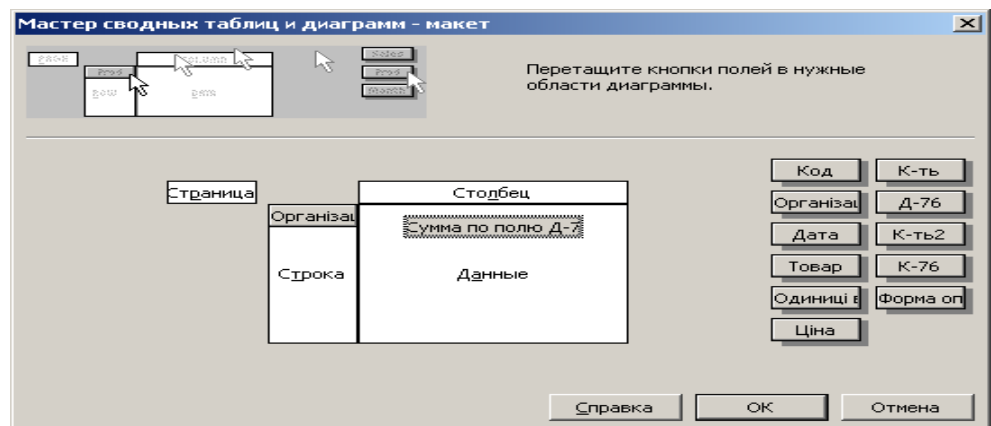 Мастер сводных таблиц и диаграмм - макет
Перетащите кнопки полей в нужные
области диаграммы.
Страница
Столбец
Організац
Сумма по полю Д-7
Строка
Данные
Код К-ть
Організац Д-76
Дата К-ть2
Товар К-76
Одиниці в Форма оп
Ціна
Справка ОК Отмена